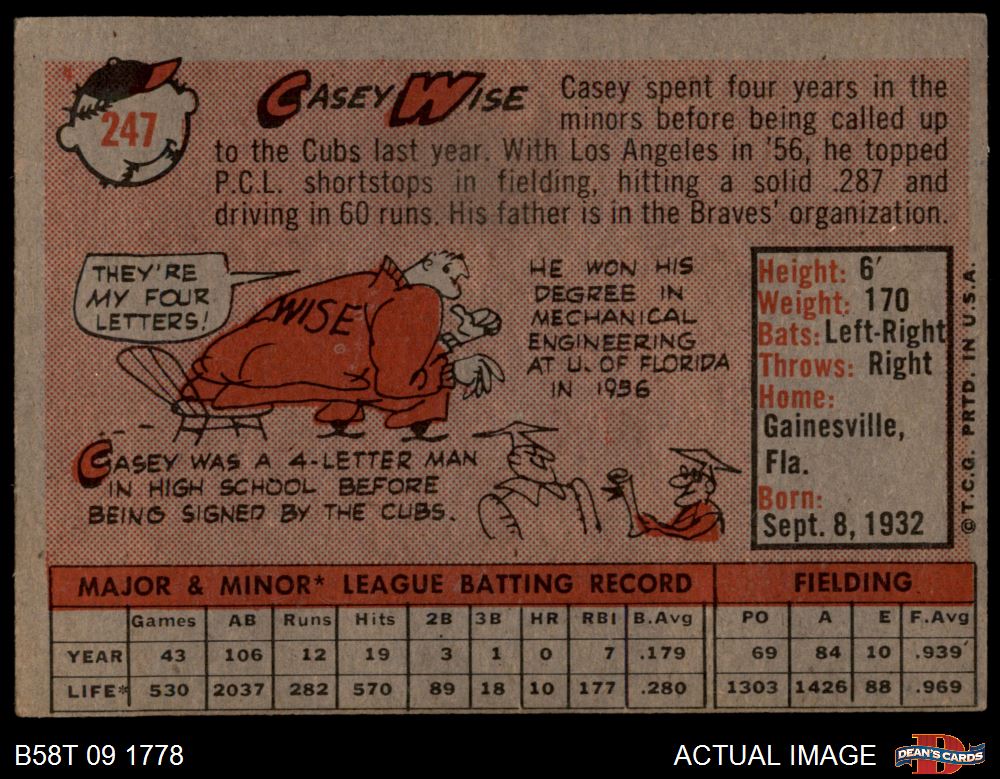 247
CASEY WISE
Casey spent four years in the
minors before being called up
to the Cubs last year. With Los Angeles in '56, he topped
P.C.L. shortstops in fielding, hitting a solid .287 and
driving in 60 runs. His father is in the Braves' organization.
THEY'RE
MY FOUR
LETTERS!
WISE
HE WON HIS
DEGREE IN
MECHANICAL
ENGINEERING
AT U. OF FLORIDA
IN 1956
CASEY WAS A 4-LETTER MAN
IN HIGH SCHOOL BEFORE
BEING SIGNED BY THE CUBS.
Height: 6'
Weight: 170
Bats: Left-Right
Throws: Right
Home:
Gainesville,
Fla.
Born:
Sept. 8, 1932
© T.C.G. PRTD. IN U.S.A.
MAJOR & MINOR* LEAGUE BATTING RECORD FIELDING
Games AB Runs Hits 2B 3B HR RBI B.Avg PO A E F.Avg
YEAR 43 106 12 19 3 1 0 7 .179 69 84 10 .939
LIFE* 530 2037 282 570 89 18 10 177 .280 1303 1426 88 .969
B58T 09 1778 ACTUAL IMAGE
D
DEAN'S CARDS